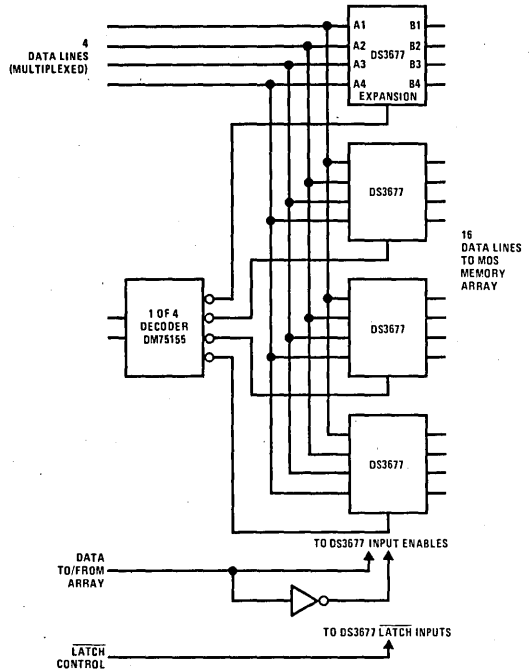 4
DATA LINES
(MULTIPLEXED)
A1
A2
A3
A4
DS3677
B1
B2
B3
B4
EXPANSION
DS3677
16
DATA LINES
TO MOS
MEMORY
ARRAY
1 OF 4
DECODER
DM75155
DS3677
DS3677
TO DS3677 INPUT ENABLES
DATA
TO/FROM
ARRAY
TO DS3677 LATCH INPUTS
LATCH
CONTROL